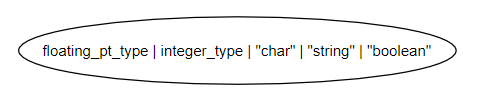 floating_pt_type | integer_type | "char" | "string" | "boolean"